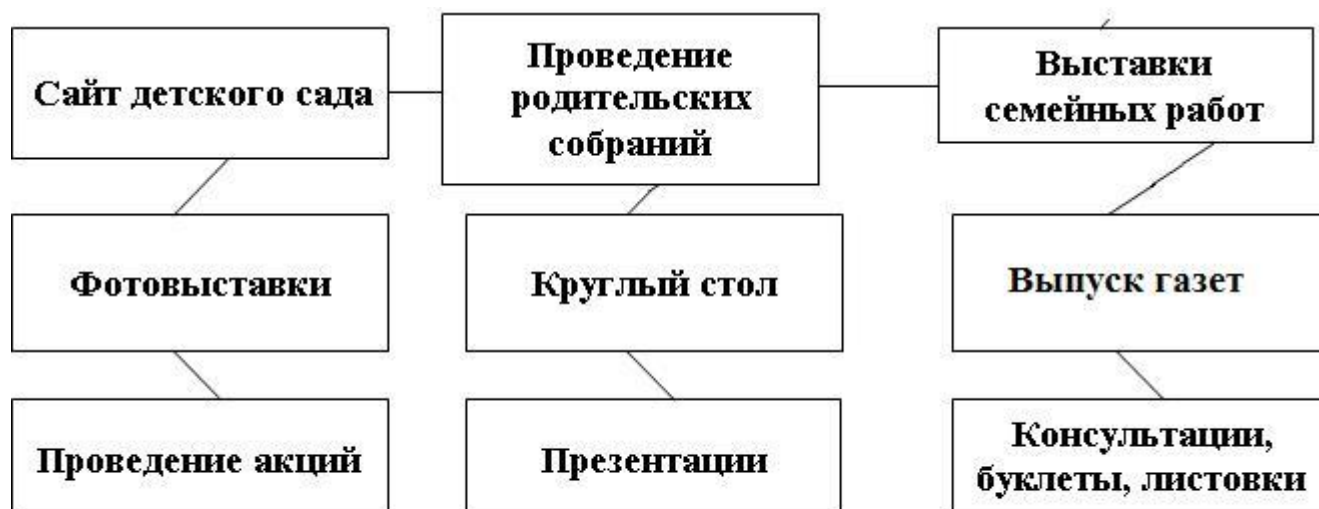 Сайт детского сада
Проведение
родительских
собраний
Выставки
семейных работ
Фотовыставки
Круглый стол
Выпуск газет
Проведение акций
Презентации
Консультации,
буклеты, листовки